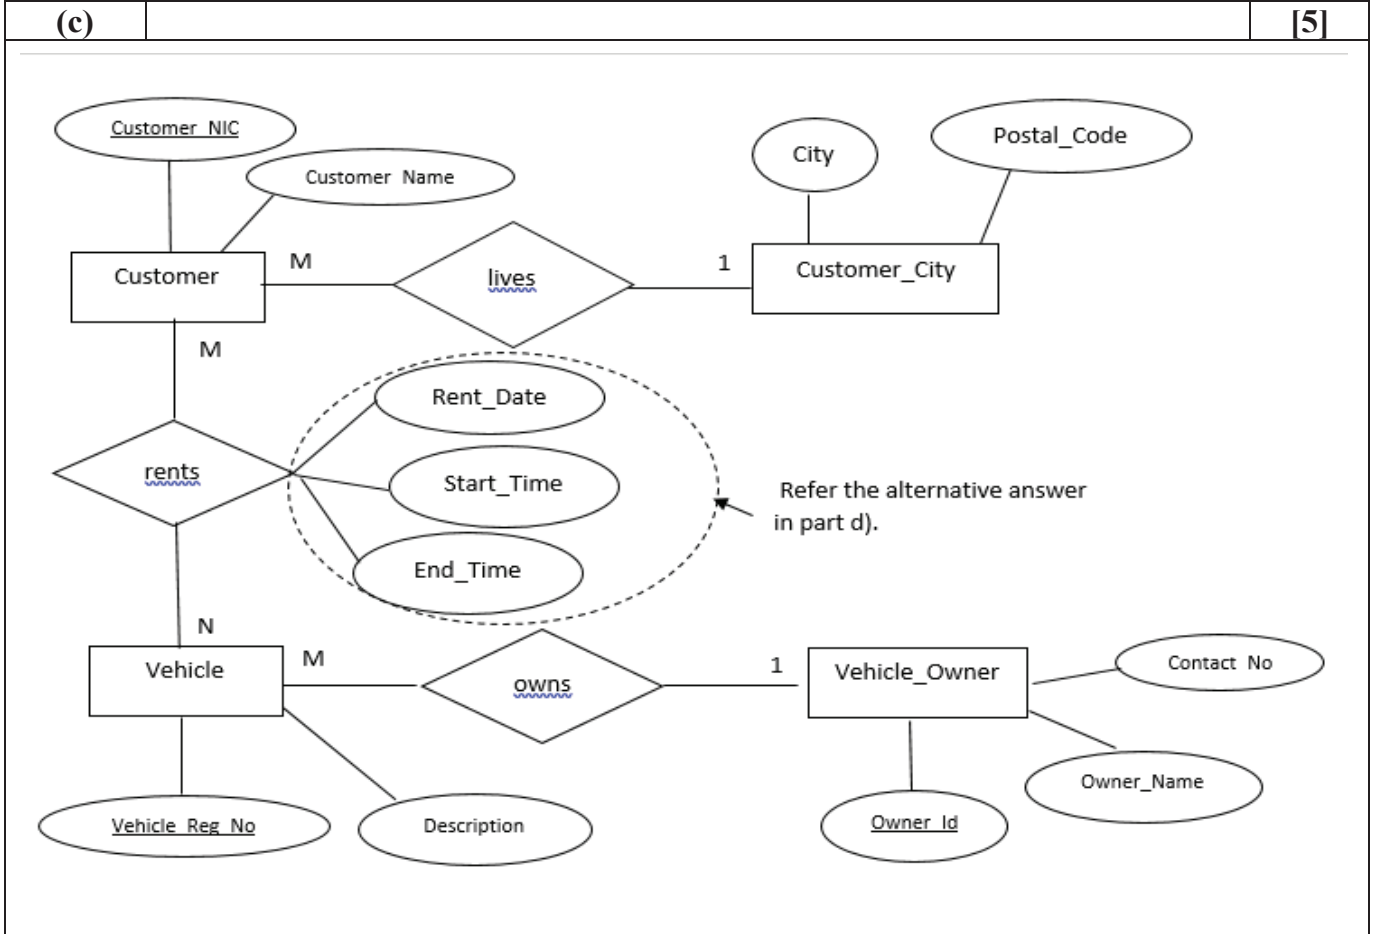 (c) [5]
Customer_NIC
Customer_Name
City
Postal_Code
Customer
M
lives
1
Customer_City
M
Rent_Date
rents
Start_Time
Refer the alternative answer
in part d).
End_Time
N
Vehicle
M
owns
1
Vehicle_Owner
Contact_No
Owner_Name
Vehicle_Reg_No
Description
Owner_Id